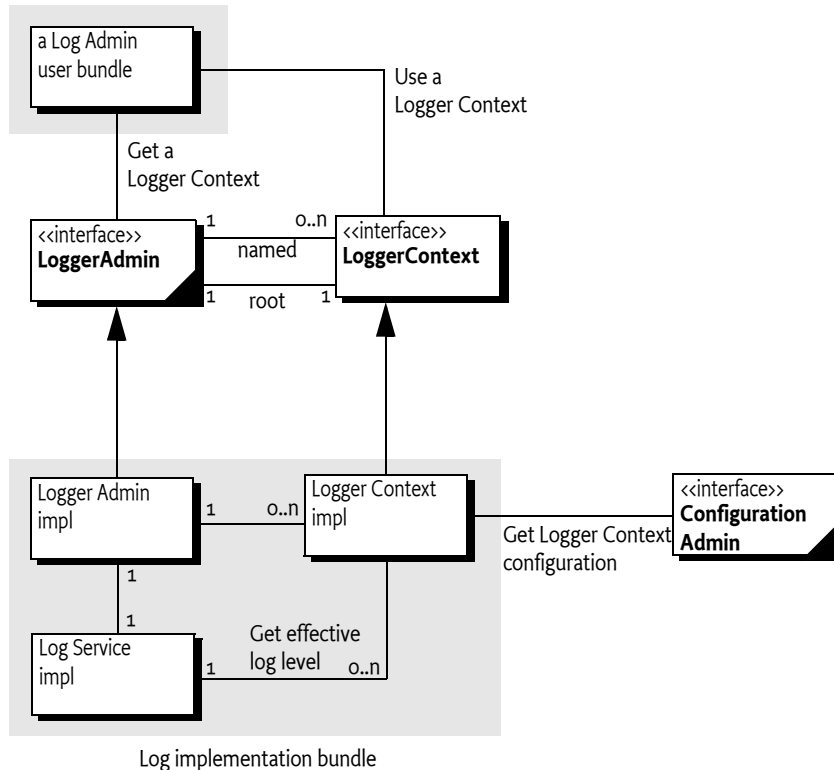 a Log Admin
user bundle
Use a
Logger Context
Get a
Logger Context
<<interface>>
LoggerAdmin
1
0..n
named
1
root
1
<<interface>>
LoggerContext
Logger Admin
impl
1
0..n
Logger Context
impl
<<interface>>
Configuration
Admin
Get Logger Context
configuration
1
1
Log Service
impl
Get effective
log level
1
0..n
Log implementation bundle